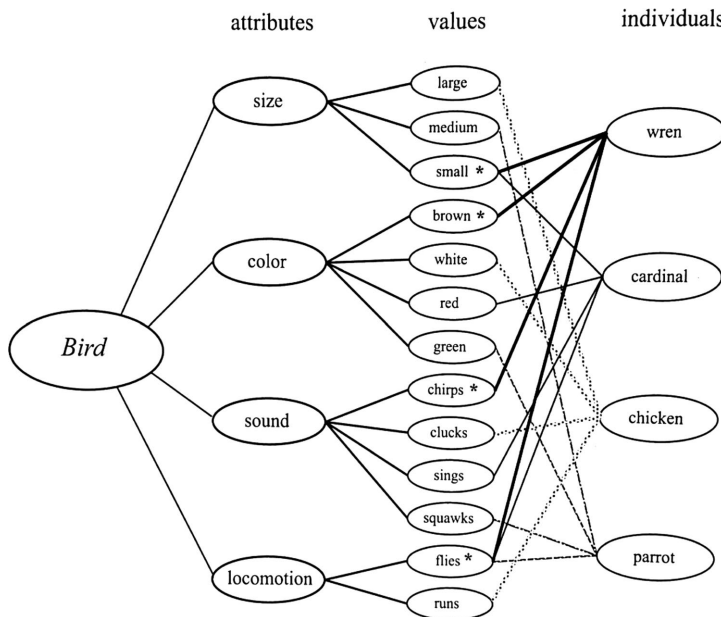 attributes values individuals
size
large
medium
small *
wren
color
brown *
white
red
green
cardinal
Bird
sound
chirps *
clucks
sings
squawks
chicken
locomotion
flies *
runs
parrot